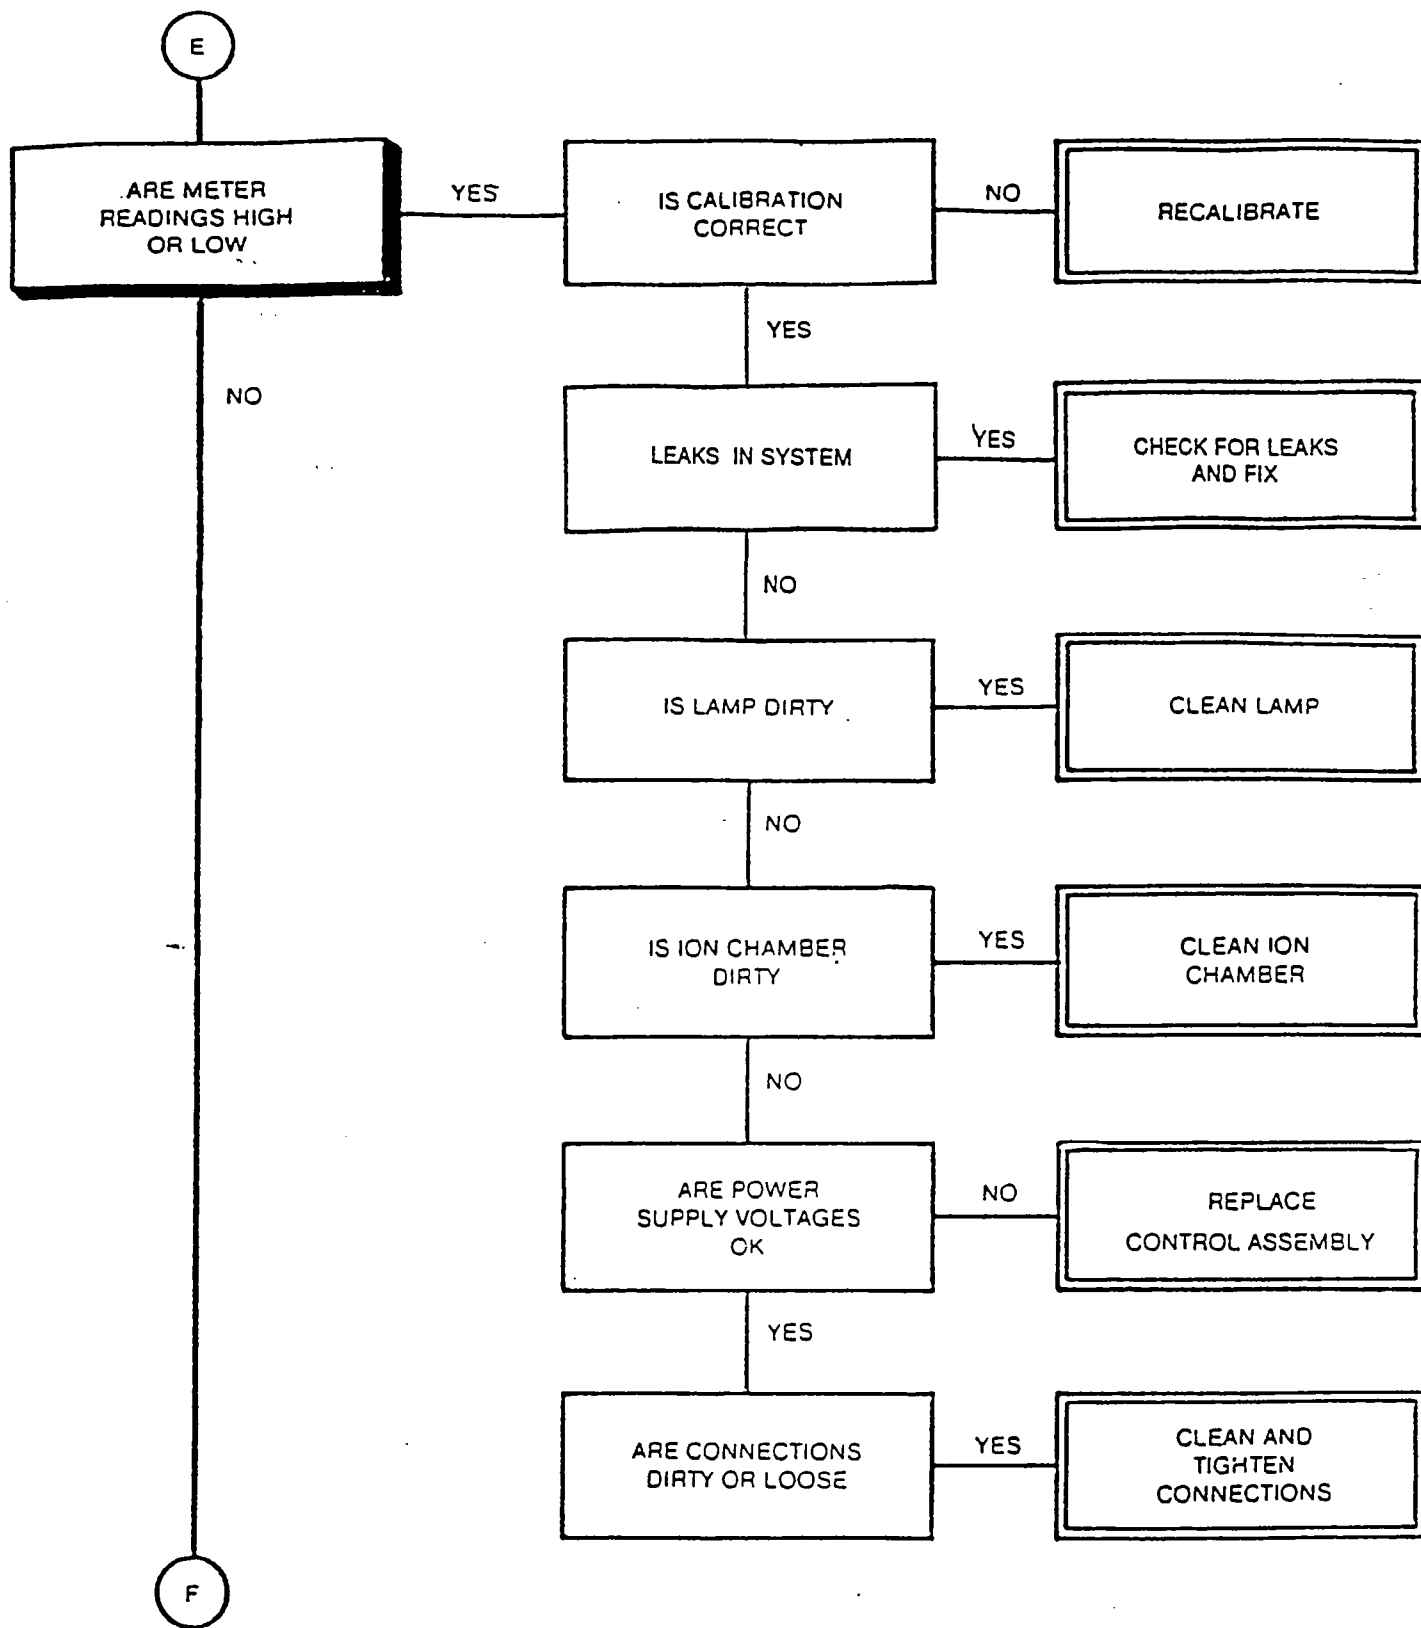 E
ARE METER
READINGS HIGH
OR LOW
YES
IS CALIBRATION
CORRECT
NO
RECALIBRATE
YES
NO
LEAKS IN SYSTEM
YES
CHECK FOR LEAKS
AND FIX
NO
IS LAMP DIRTY
YES
CLEAN LAMP
NO
IS ION CHAMBER
DIRTY
YES
CLEAN ION
CHAMBER
NO
ARE POWER
SUPPLY VOLTAGES
OK
NO
REPLACE
CONTROL ASSEMBLY
YES
ARE CONNECTIONS
DIRTY OR LOOSE
YES
CLEAN AND
TIGHTEN
CONNECTIONS
F